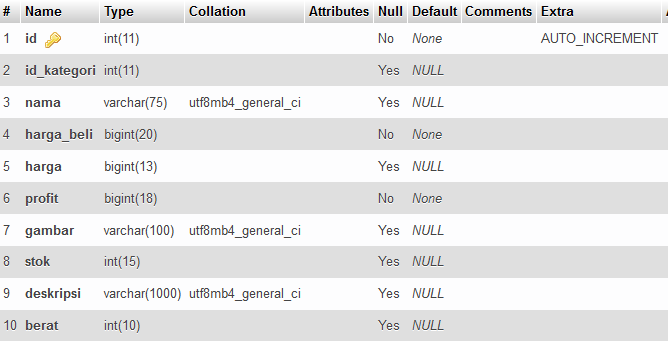 # Name Type Collation Attributes Null Default Comments Extra
1 id int(11) No None AUTO_INCREMENT
2 id_kategori int(11) Yes NULL
3 nama varchar(75) utf8mb4_general_ci Yes NULL
4 harga_beli bigint(20) No None
5 harga bigint(13) Yes NULL
6 profit bigint(18) No None
7 gambar varchar(100) utf8mb4_general_ci Yes NULL
8 stok int(15) Yes NULL
9 deskripsi varchar(1000) utf8mb4_general_ci Yes NULL
10 berat int(10) Yes NULL